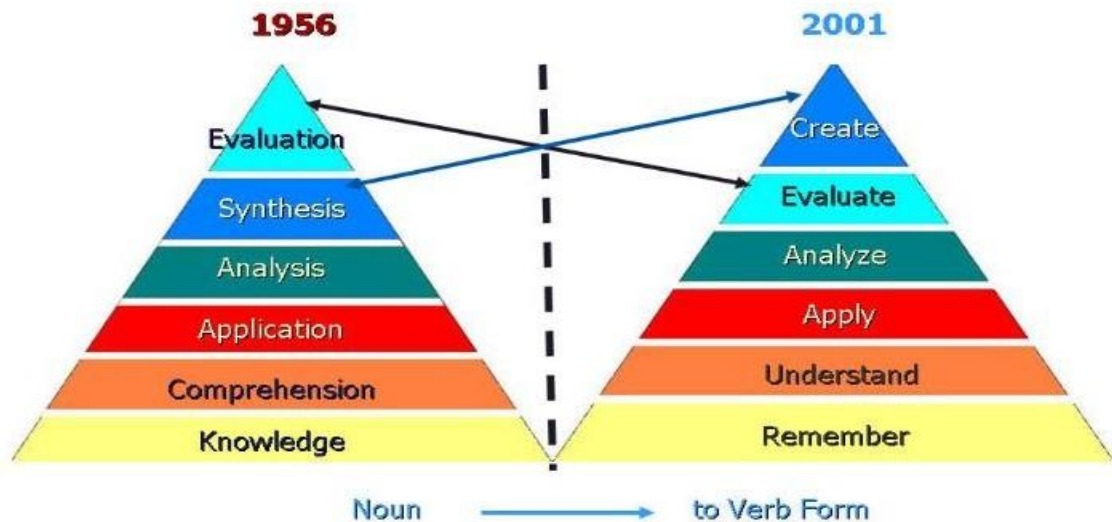 1956
2001
Evaluation
Synthesis
Analysis
Application
Comprehension
Knowledge
Create
Evaluate
Analyze
Apply
Understand
Remember
Noun to Verb Form